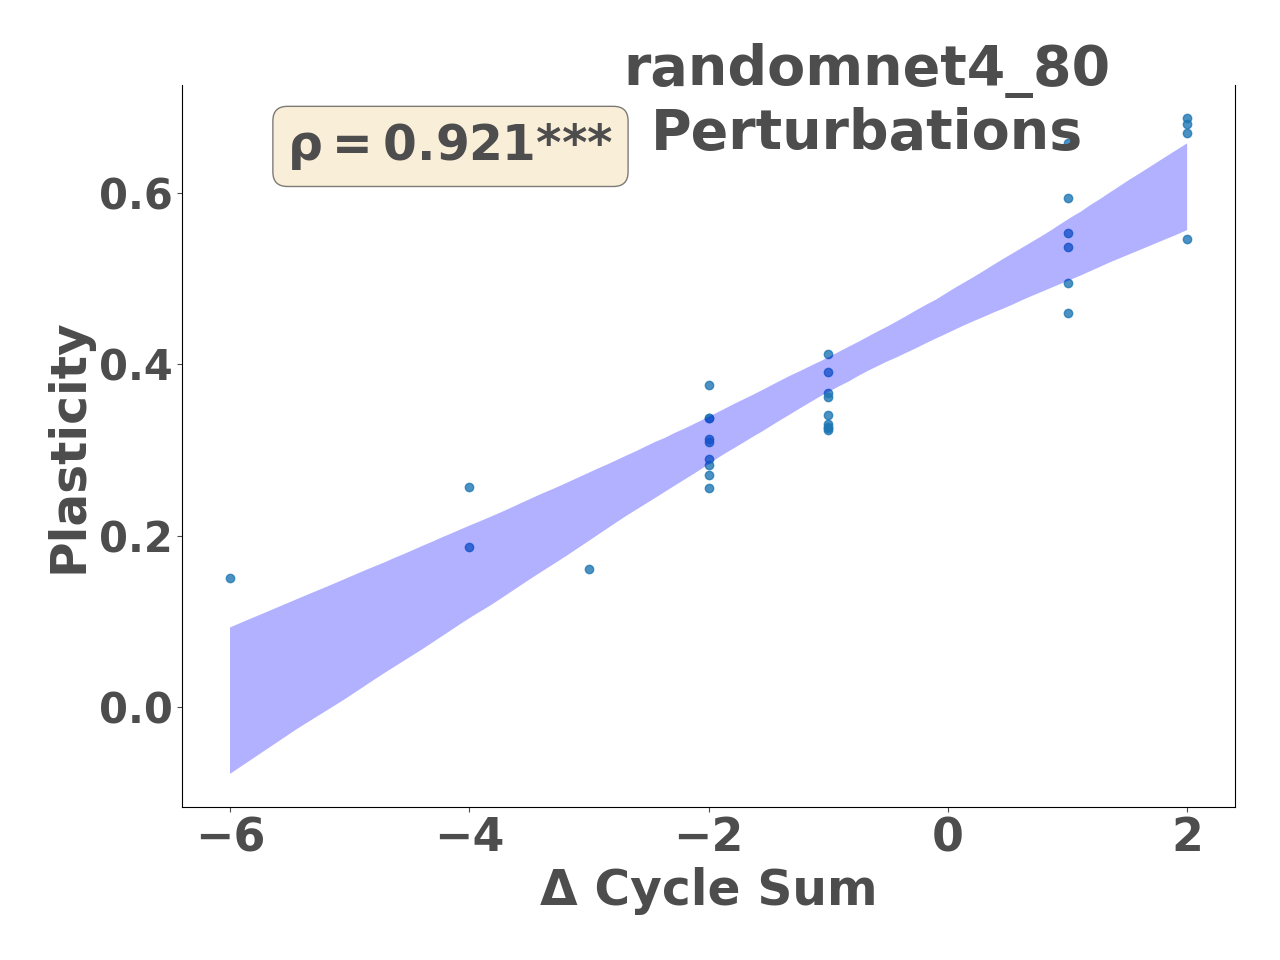 randomnet4_80
Perturbations
ρ = 0.921***
Plasticity
0.6
0.4
0.2
0.0
−6
−4
−2
0
2
Δ Cycle Sum